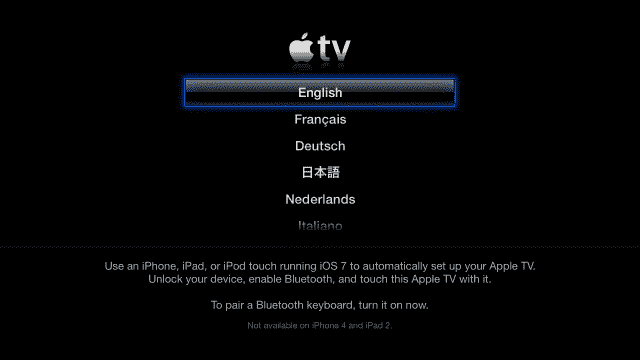 tv
English
Français
Deutsch
日本語
Nederlands
Italiano
Use an iPhone, iPad, or iPod touch running iOS 7 to automatically set up your Apple TV.
Unlock your device, enable Bluetooth, and touch this Apple TV with it.
To pair a Bluetooth keyboard, turn it on now.
Not available on iPhone 4 and iPad 2.